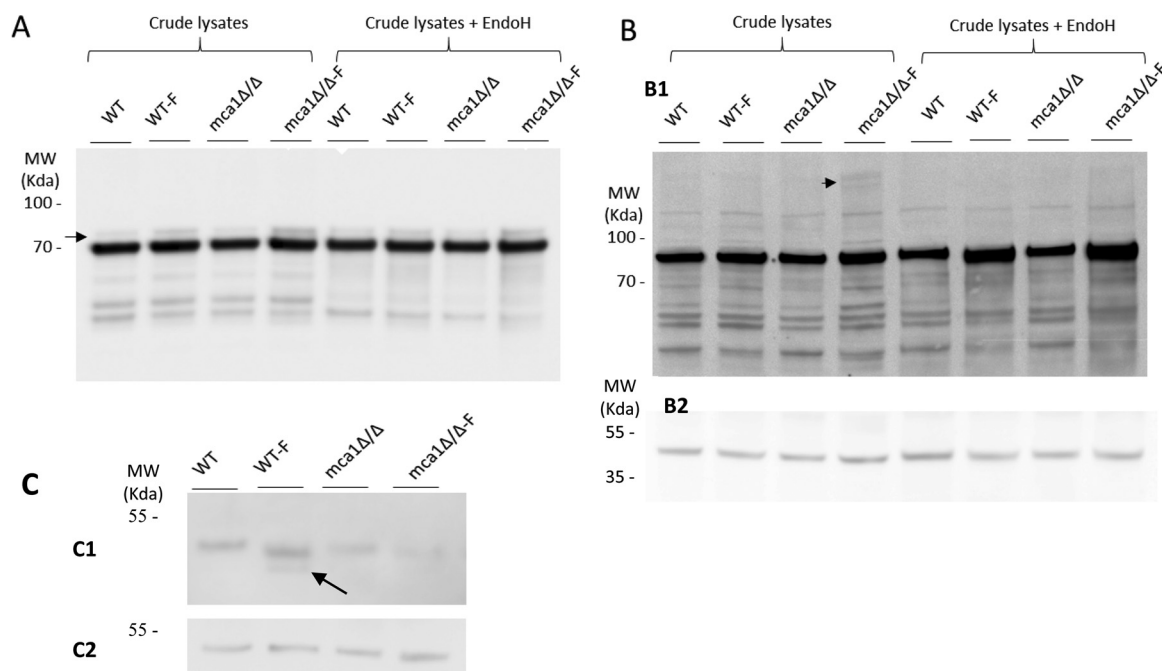 A
Crude lysates
Crude lysates + EndoH
WT
WT-F
mca1Δ/Δ
mca1Δ/Δ-F
WT
WT-F
mca1Δ/Δ
mca1Δ/Δ-F
MW
(Kda)
100 -
70 -
B
Crude lysates
Crude lysates + EndoH
B1
WT
WT-F
mca1Δ/Δ
mca1Δ/Δ-F
WT
WT-F
mca1Δ/Δ
mca1Δ/Δ-F
MW
(Kda)
100 -
70 -
MW
(Kda)
B2
55 -
35 -
C
WT
WT-F
mca1Δ/Δ
mca1Δ/Δ-F
MW
(Kda)
55 -
C1
55 -
C2